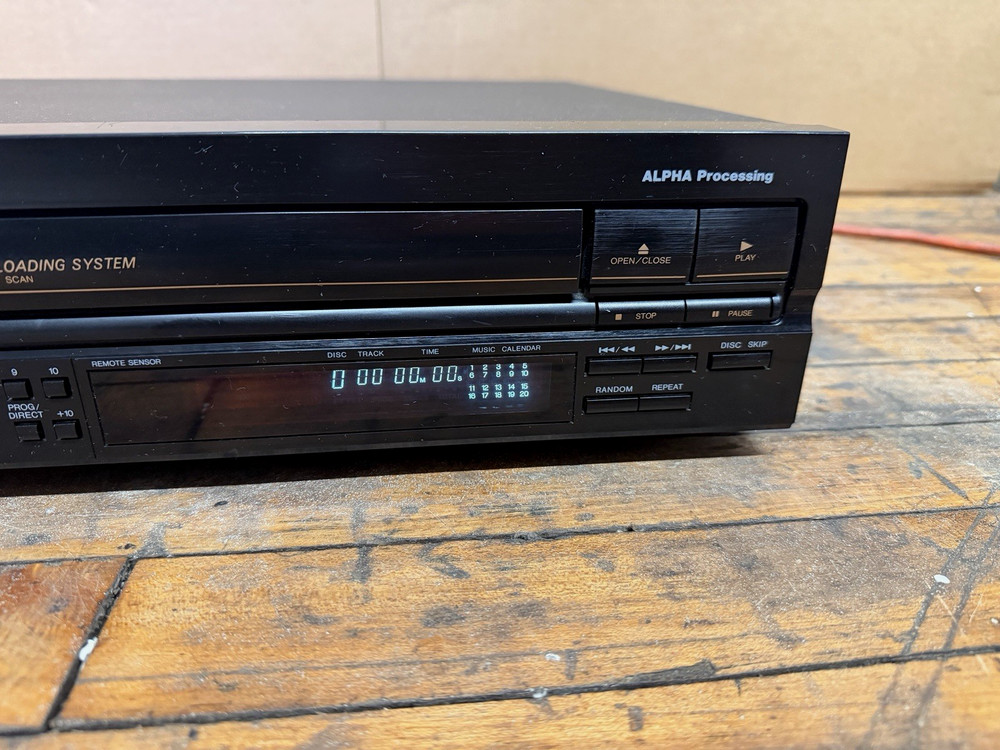 ALPHA Processing
LOADING SYSTEM
SCAN
OPEN/CLOSE
PLAY
STOP
PAUSE
REMOTE SENSOR
DISC TRACK TIME MUSIC CALENDAR
0 00 00M 00S
1 2 3 4 5
6 7 8 9 10
11 12 13 14 15
16 17 18 19 20
9 10
PROG/
DIRECT
+10
DISC SKIP
RANDOM REPEAT